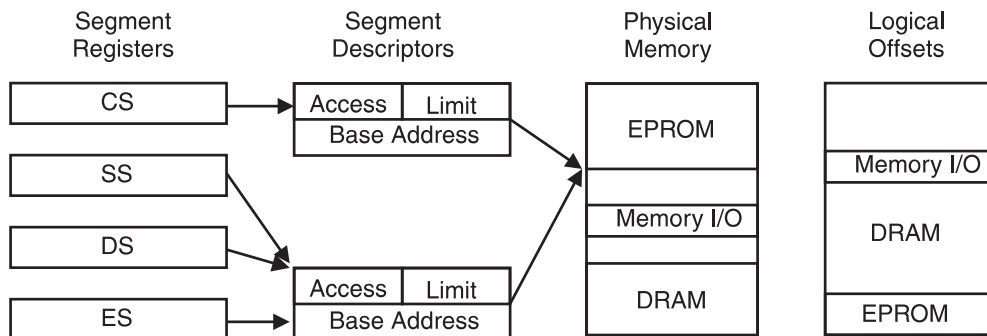 Segment Registers
Segment Descriptors
Physical Memory
Logical Offsets
CS
SS
DS
ES
Access
Limit
Base Address
Access
Limit
Base Address
EPROM
Memory I/O
DRAM
Memory I/O
DRAM
EPROM